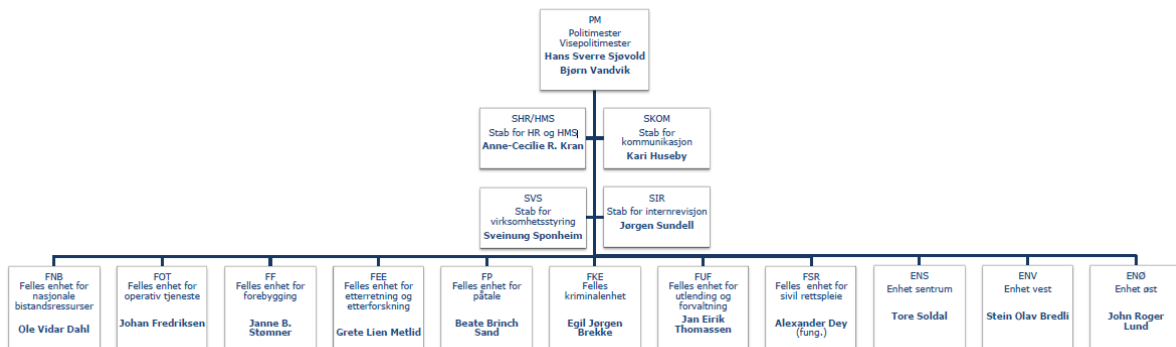 PM
Politimester
Visepolitimester
Hans Sverre Sjøvold
Bjørn Vandvik
SHR/HMS
Stab for HR og HMS
Anne-Cecilie R. Kran
SKOM
Stab for
kommunikasjon
Kari Huseby
SVS
Stab for
virksomhetsstyring
Sveinung Sponheim
SIR
Stab for internrevisjon
Jørgen Sundell
FNB
Felles enhet for
nasjonale
bistandsressurser
Ole Vidar Dahl
FOT
Felles enhet for
operativ tjeneste
Johan Fredriksen
FF
Felles enhet for
forebygging
Janne B.
Stømner
FEE
Felles enhet for
etterretning og
etterforskning
Grete Lien Metlid
FP
Felles enhet for
påtale
Beate Brinch
Sand
FKE
Felles
kriminalenhet
Egil Jørgen
Brekke
FUF
Felles enhet for
utlending og
forvaltning
Jan Eirik
Thomassen
FSR
Felles enhet for
sivil rettspleie
Alexander Dey
(fung.)
ENS
Enhet sentrum
Tore Soldal
ENV
Enhet vest
Stein Olav Bredli
ENØ
Enhet øst
John Roger
Lund